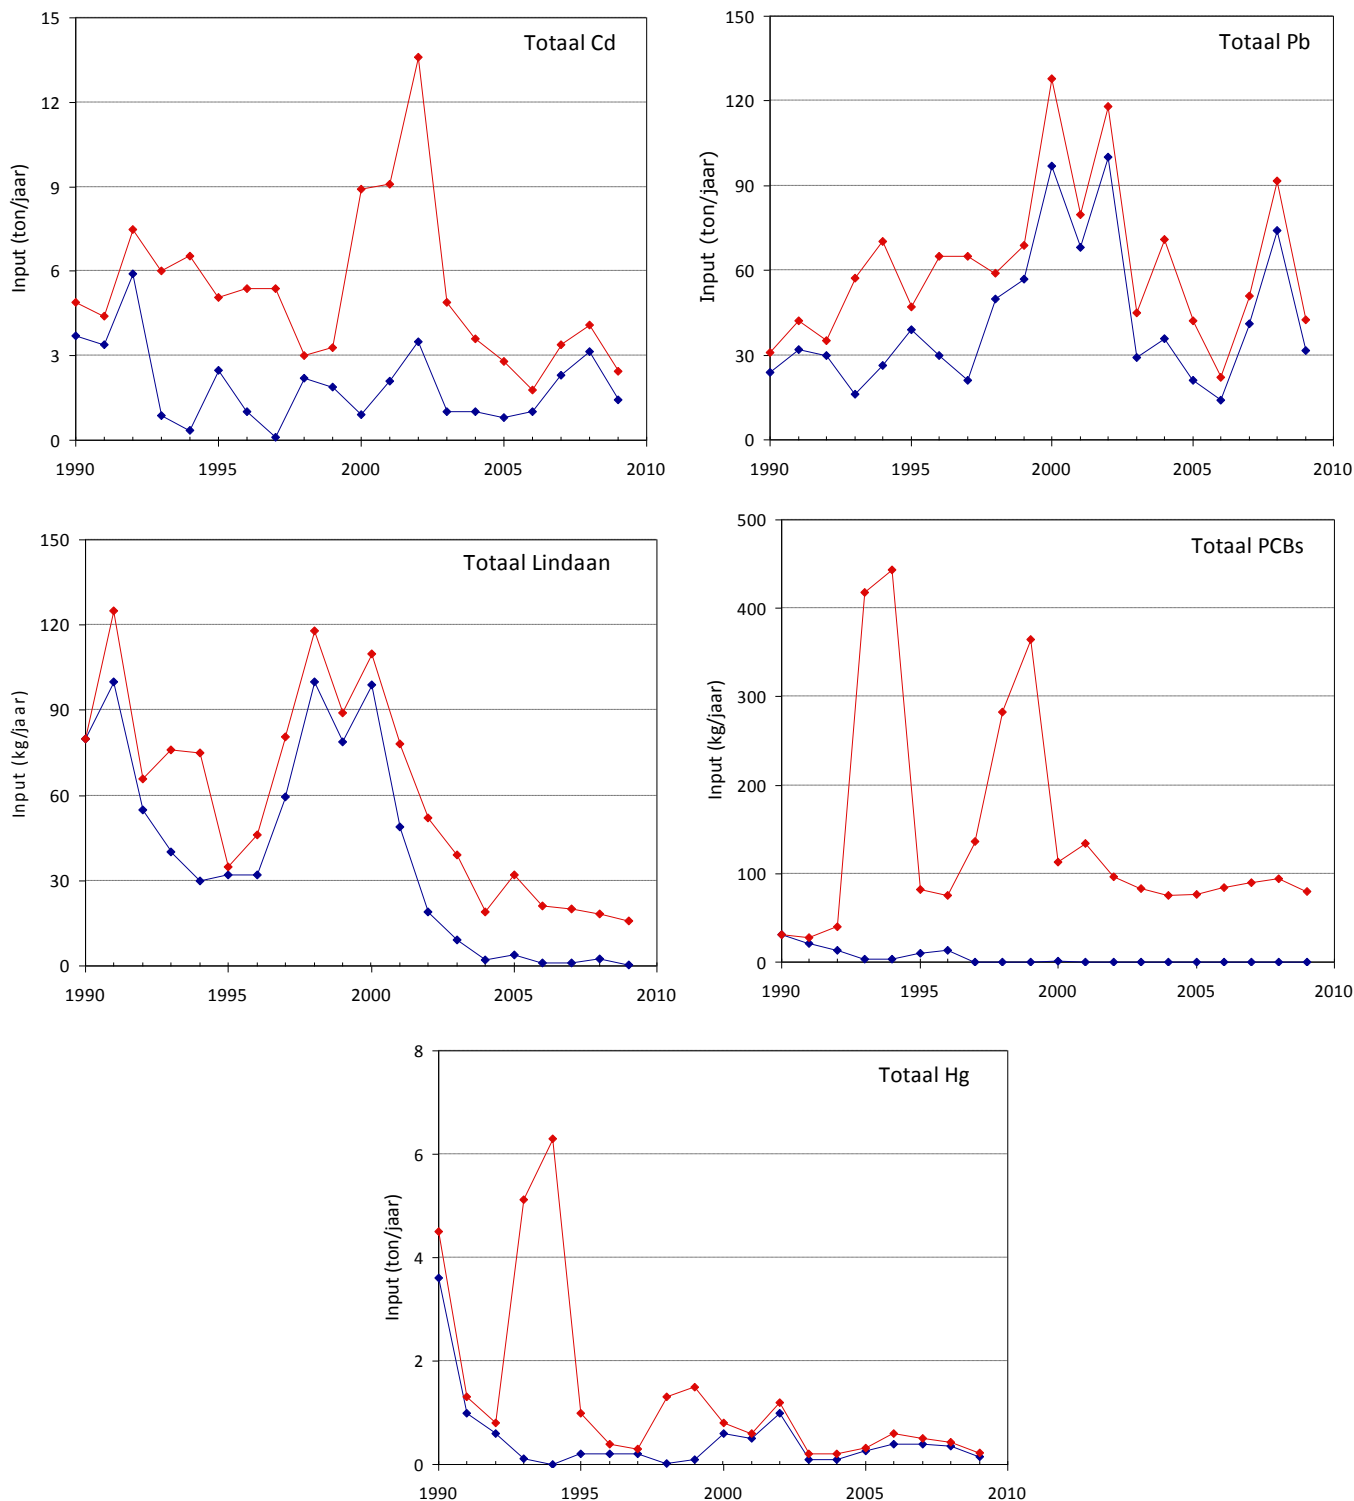 Totaal Cd
Input (ton/jaar)
15
12
9
6
3
0
1990 1995 2000 2005 2010
Totaal Pb
Input (ton/jaar)
150
120
90
60
30
0
1990 1995 2000 2005 2010
Totaal Lindaan
Input (kg/jaar)
150
120
90
60
30
0
1990 1995 2000 2005 2010
Totaal PCBs
Input (kg/jaar)
500
400
300
200
100
0
1990 1995 2000 2005 2010
Totaal Hg
Input (ton/jaar)
8
6
4
2
0
1990 1995 2000 2005 2010